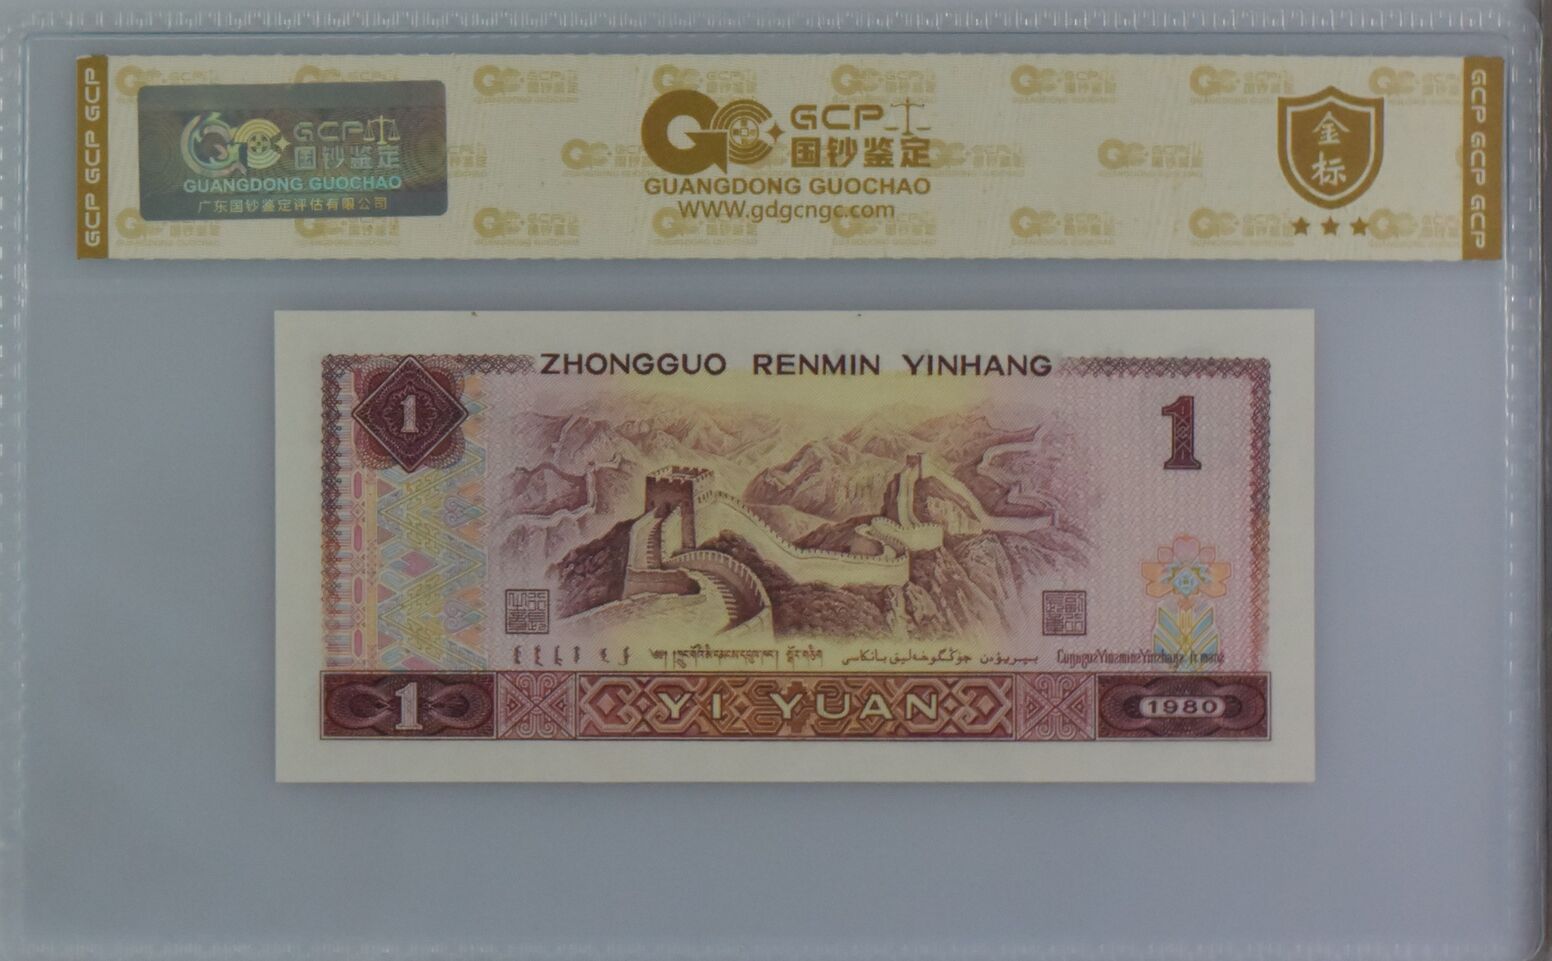 GCP GCP GCP
GCP
国钞鉴定
GUANGDONG GUOCHAO
广东国钞鉴定评估有限公司
GCP
国钞鉴定
GUANGDONG GUOCHAO
WWW.gdgcngc.com
金
标
GCP GCP GCP
ZHONGGUO RENMIN YINHANG
1
1
1
YI YUAN
1980